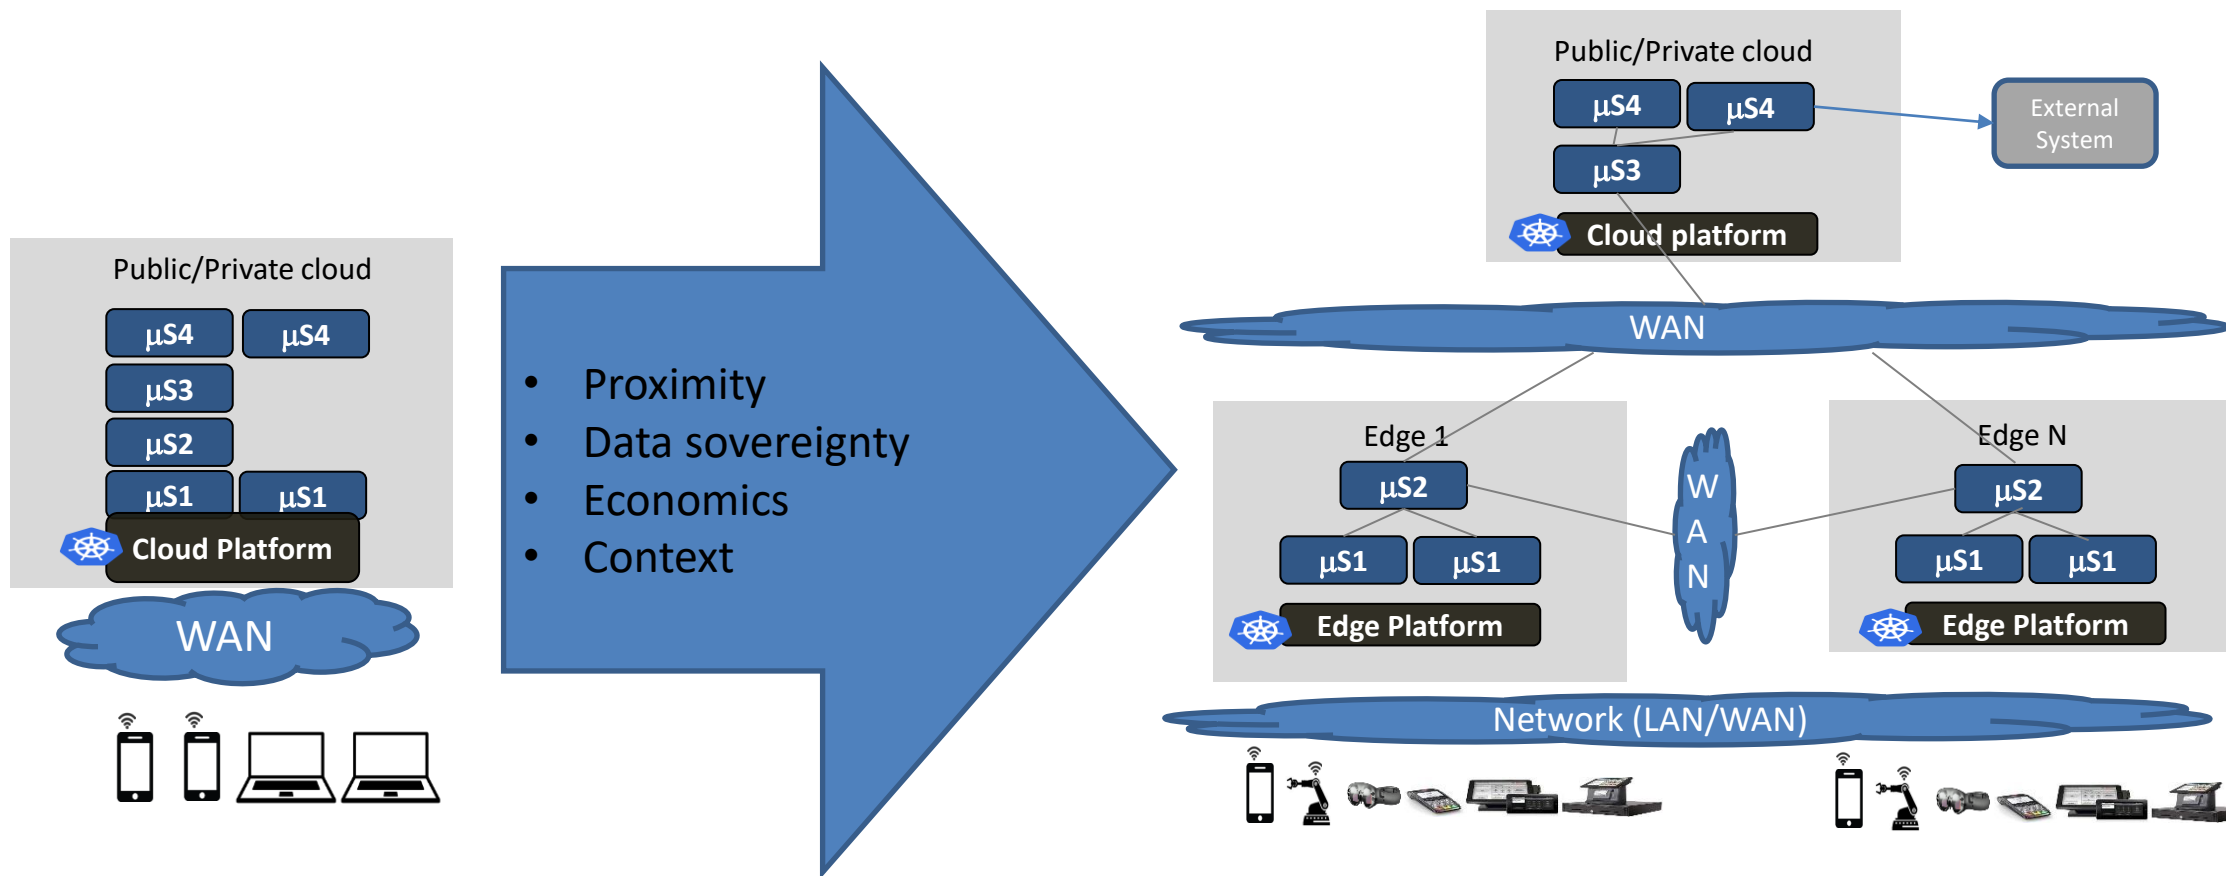 Public/Private cloud
μS4 μS4
μS3
μS2
μS1 μS1
Cloud Platform
WAN
• Proximity
• Data sovereignty
• Economics
• Context
Public/Private cloud
μS4 μS4
μS3
Cloud platform
External
System
WAN
Edge 1
μS2
μS1 μS1
Edge Platform
W
A
N
Edge N
μS2
μS1 μS1
Edge Platform
Network (LAN/WAN)